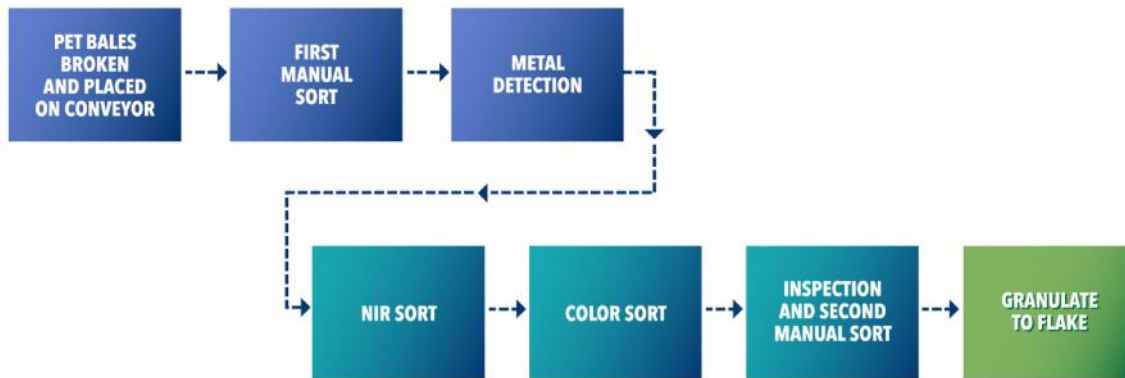 PET BALES
BROKEN
AND PLACED
ON CONVEYOR
FIRST
MANUAL
SORT
METAL
DETECTION
NIR SORT
COLOR SORT
INSPECTION
AND SECOND
MANUAL SORT
GRANULATE
TO FLAKE